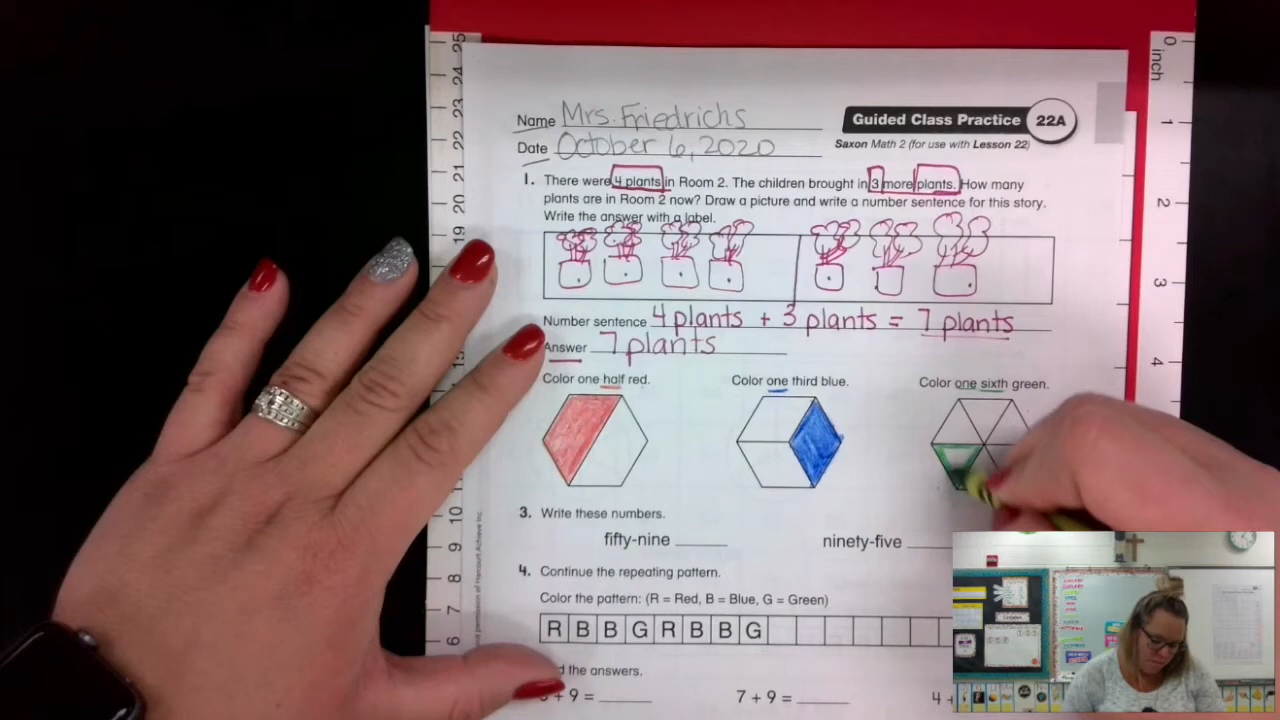 Name Mrs. Friedrichs
Guided Class Practice 22A
Date October 6, 2020
Saxon Math 2 (for use with Lesson 22)
1. There were 4 plants in Room 2. The children brought in 3 more plants. How many
plants are in Room 2 now? Draw a picture and write a number sentence for this story.
Write the answer with a label.
Number sentence 4 plants + 3 plants = 7 plants
Answer 7 plants
Color one half red. Color one third blue. Color one sixth green.
3. Write these numbers.
fifty-nine ______ ninety-five
4. Continue the repeating pattern.
Color the pattern: (R = Red, B = Blue, G = Green)
R B B G R B B G
the answers.
+ 9 = ______ 7 + 9 = ______ 4
25
24
23
22
21
20
19
10
9
8
7
6
0
inch
1
2
3
4